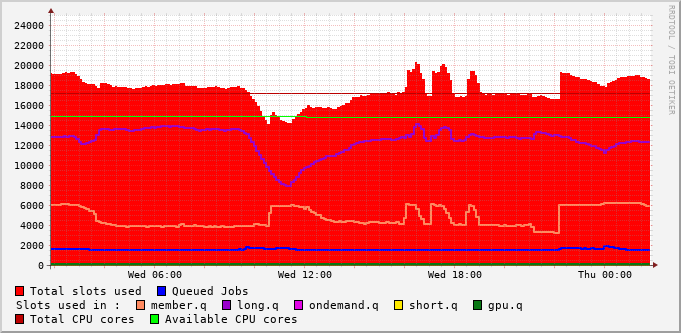 RRDTOOL / TOBI OETIKER
24000
22000
20000
18000
16000
14000
12000
10000
8000
6000
4000
2000
0
Wed 06:00 Wed 12:00 Wed 18:00 Thu 00:00
Total slots used Queued Jobs
Slots used in : member.q long.q ondemand.q short.q gpu.q
Total CPU cores Available CPU cores